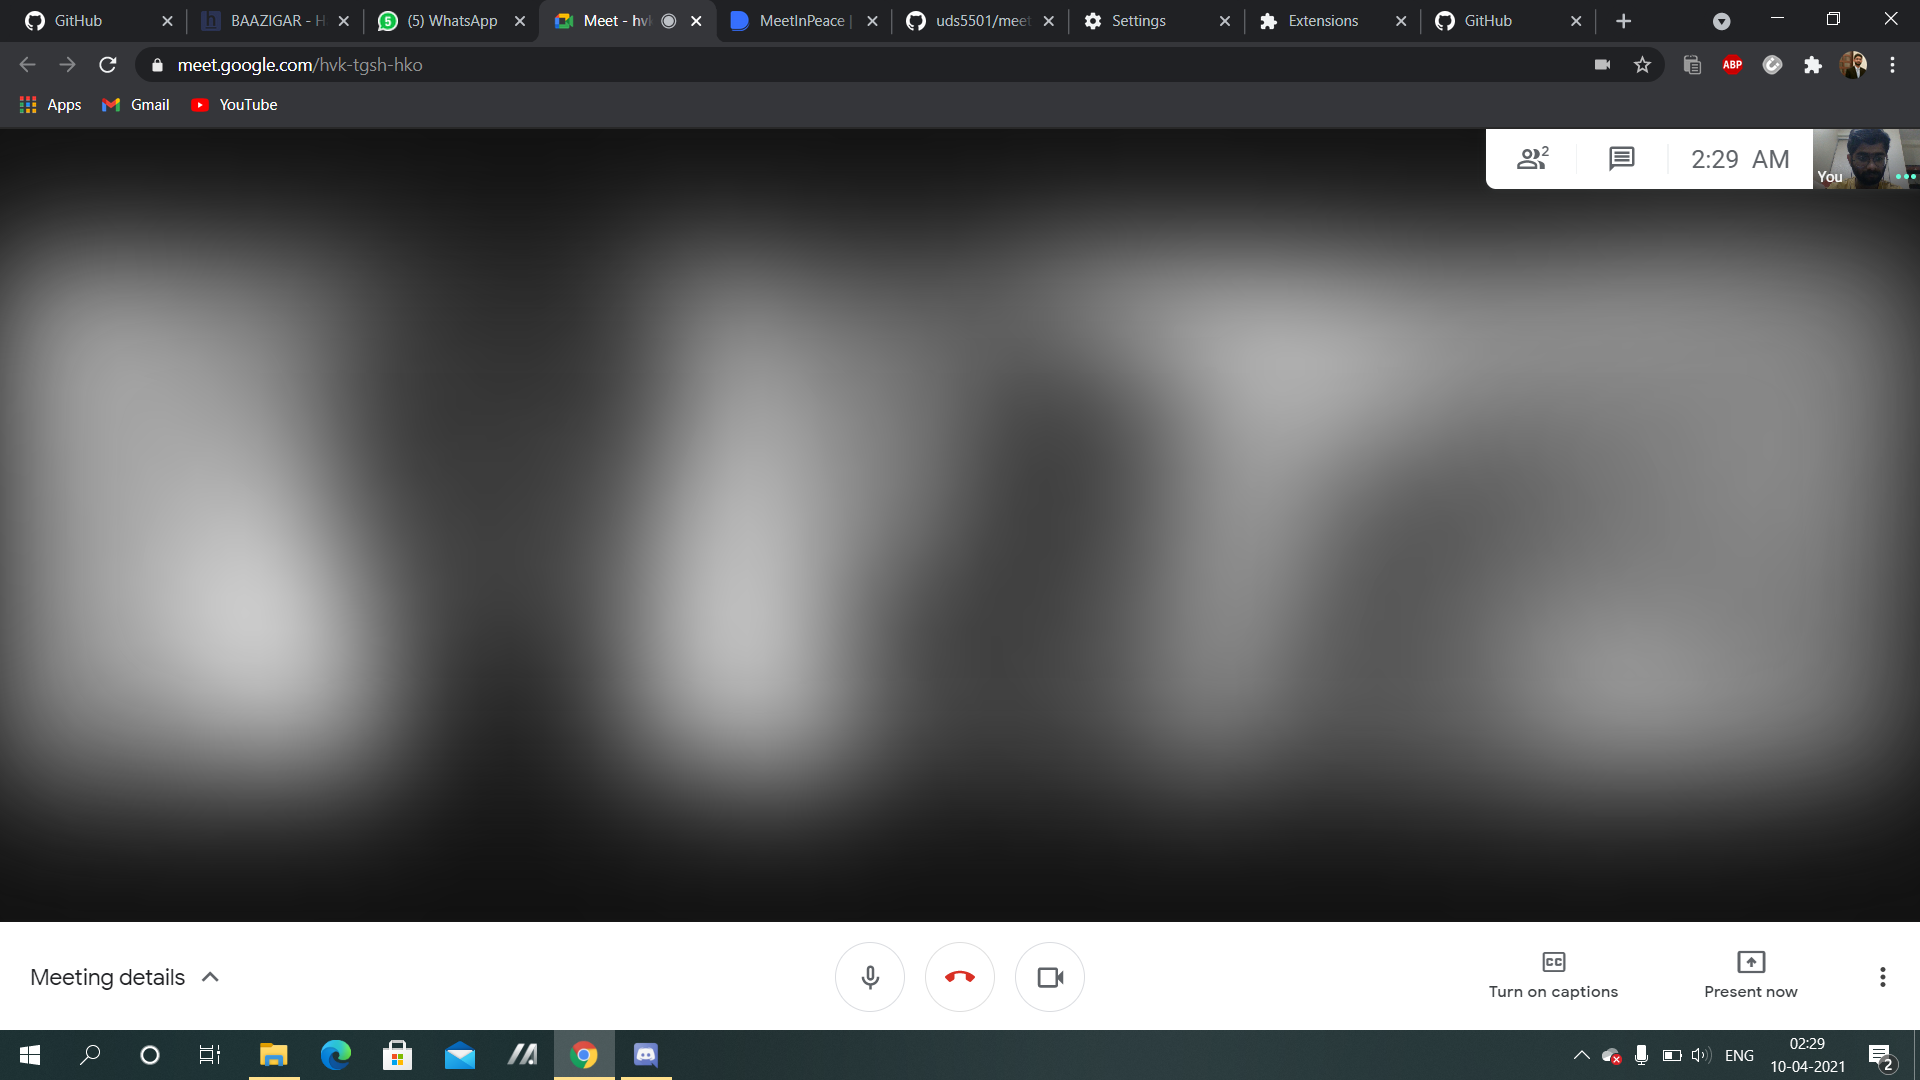 GitHub
BAAZIGAR - H
(5) WhatsApp
Meet - hvk
MeetInPeace |
uds5501/meet
Settings
Extensions
GitHub
meet.google.com/hvk-tgsh-hko
ABP
Apps
Gmail
YouTube
2
2:29 AM
You
Meeting details
CC
Turn on captions
Present now
ENG
02:29
10-04-2021
2